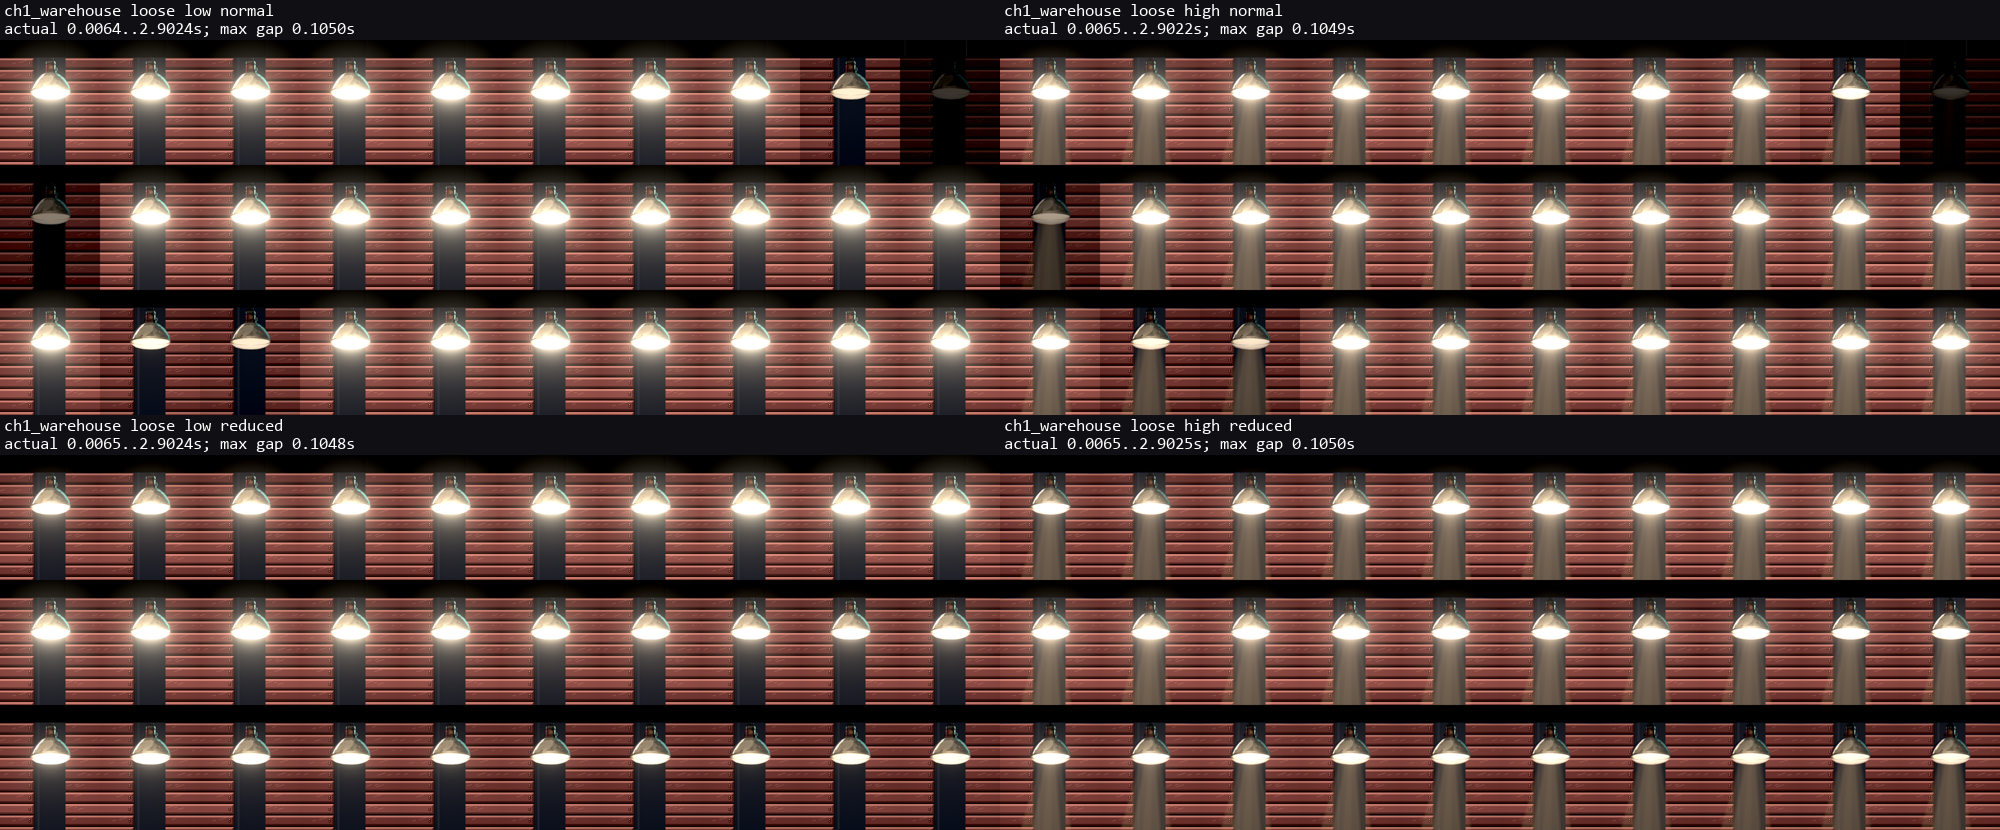 ch1_warehouse loose low normal
actual 0.0064..2.9024s; max gap 0.1050s
ch1_warehouse loose high normal
actual 0.0065..2.9022s; max gap 0.1049s
ch1_warehouse loose low reduced
actual 0.0065..2.9024s; max gap 0.1048s
ch1_warehouse loose high reduced
actual 0.0065..2.9025s; max gap 0.1050s